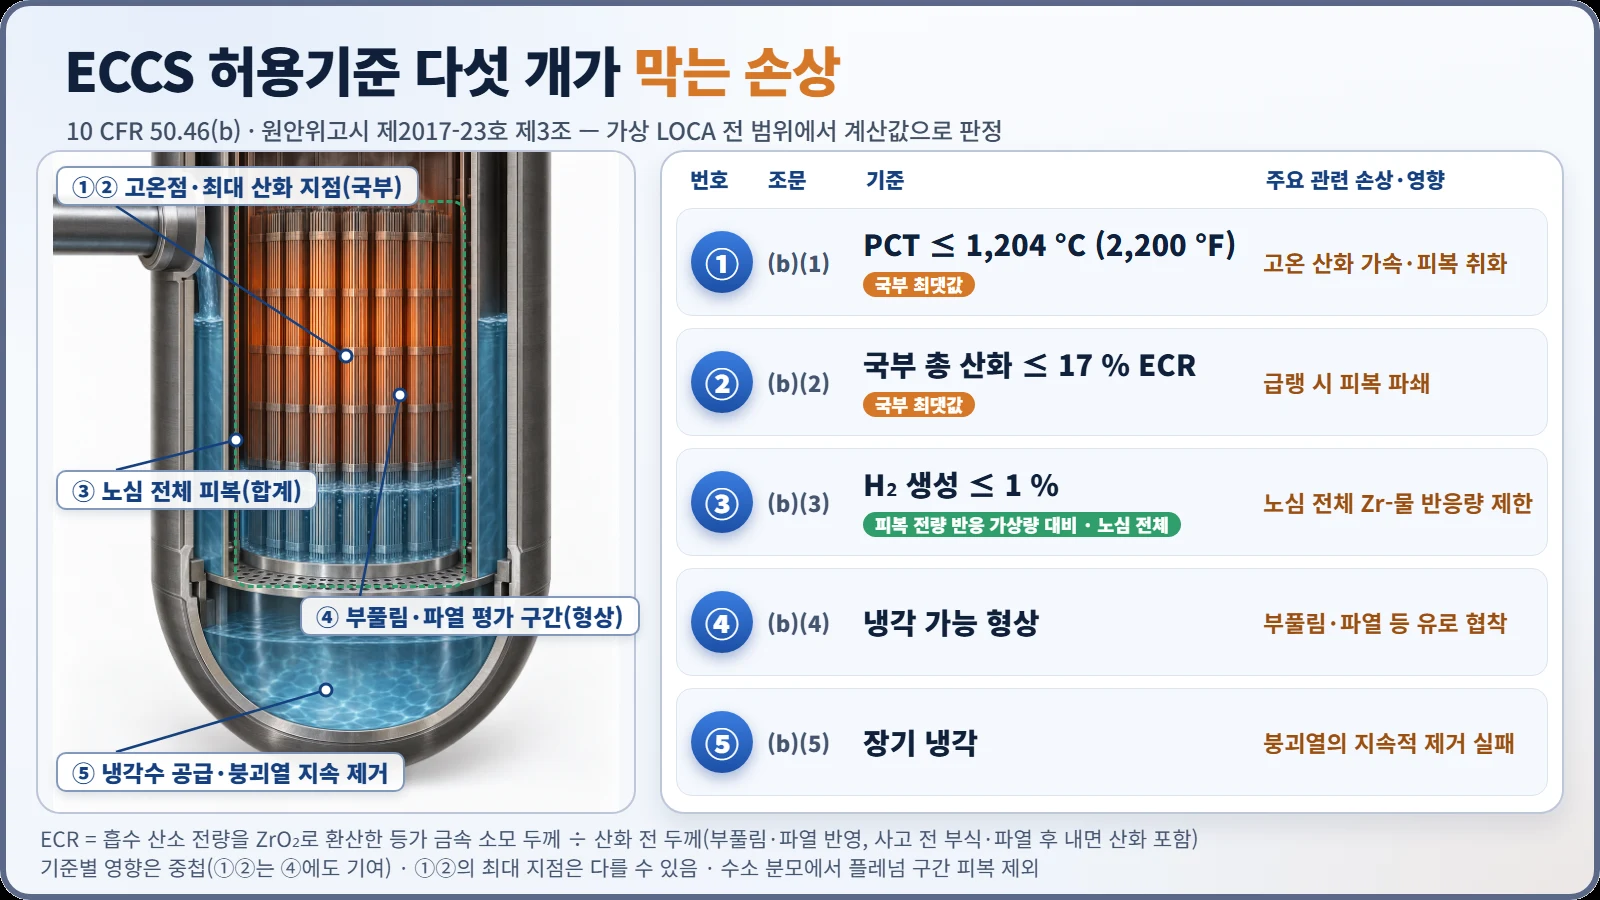 ECCS 허용기준 다섯 개가 막는 손상
10 CFR 50.46(b) · 원안위고시 제2017-23호 제3조 — 가상 LOCA 전 범위에서 계산값으로 판정
①② 고온점·최대 산화 지점(국부)
③ 노심 전체 피복(합계)
④ 부풀림·파열 평가 구간(형상)
⑤ 냉각수 공급·붕괴열 지속 제거
번호 조문 기준 주요 관련 손상·영향
① (b)(1) PCT ≤ 1,204 °C (2,200 °F) 고온 산화 가속·피복 취화
국부 최댓값
② (b)(2) 국부 총 산화 ≤ 17 % ECR 급랭 시 피복 파쇄
국부 최댓값
③ (b)(3) H₂ 생성 ≤ 1 % 노심 전체 Zr-물 반응량 제한
피복 전량 반응 가상량 대비 · 노심 전체
④ (b)(4) 냉각 가능 형상 부풀림·파열 등 유로 협착
⑤ (b)(5) 장기 냉각 붕괴열의 지속적 제거 실패
ECR = 흡수 산소 전량을 ZrO₂로 환산한 등가 금속 소모 두께 ÷ 산화 전 두께(부풀림·파열 반영, 사고 전 부식·파열 후 내면 산화 포함)
기준별 영향은 중첩(①②는 ④에도 기여) · ①②의 최대 지점은 다를 수 있음 · 수소 분모에서 플레넘 구간 피복 제외